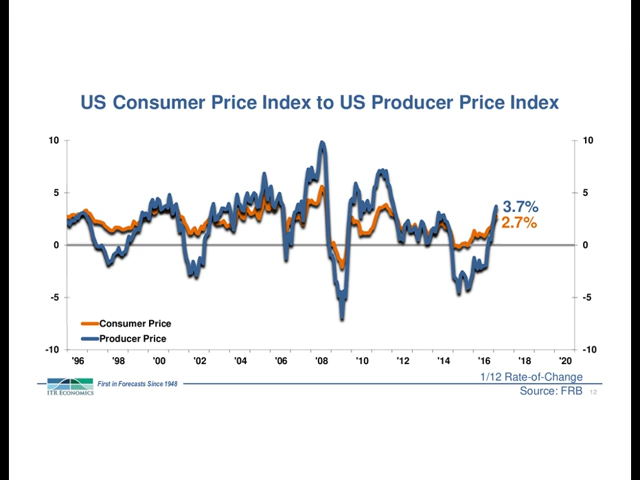 US Consumer Price Index to US Producer Price Index
10 10
5 5
3.7%
2.7%
0 0
-5 -5
Consumer Price
Producer Price
-10 -10
'96 '98 '00 '02 '04 '06 '08 '10 '12 '14 '16 '18 '20
1/12 Rate-of-Change
ITR ECONOMICS First in Forecasts Since 1948
Source: FRB 12